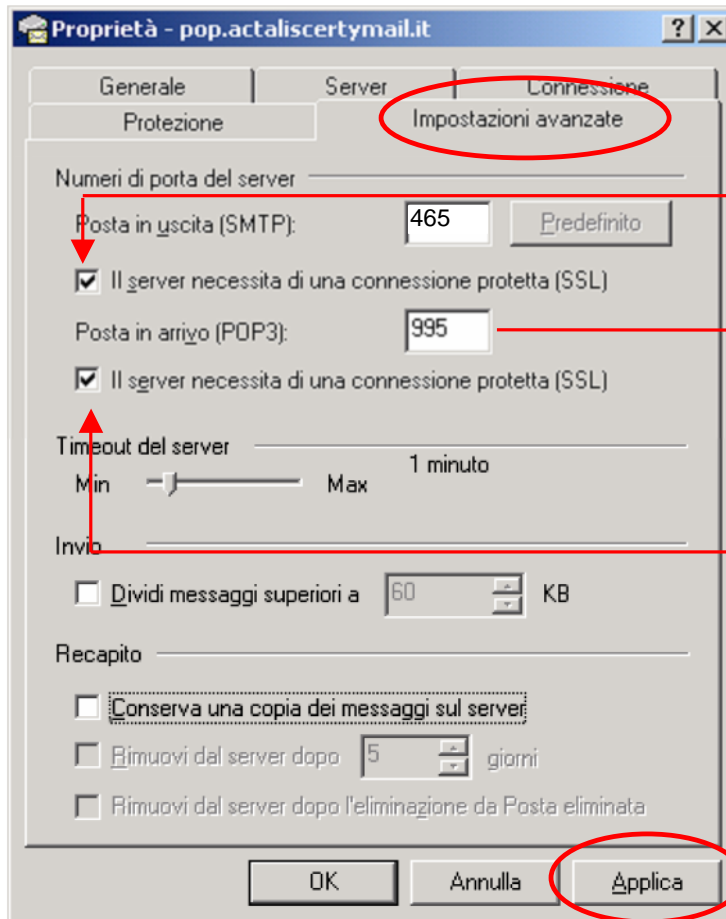 Proprietà - pop.actaliscertymail.it
Generale Server Connessione
Protezione Impostazioni avanzate
Numeri di porta del server
Posta in uscita (SMTP): 465 Predefinito
Il server necessita di una connessione protetta (SSL)
Posta in arrivo (POP3): 995
Il server necessita di una connessione protetta (SSL)
Timeout del server
Min Max 1 minuto
Invio
Dividi messaggi superiori a 60 KB
Recapito
Conserva una copia dei messaggi sul server
Rimuovi dal server dopo 5 giorni
Rimuovi dal server dopo l'eliminazione da Posta eliminata
OK Annulla Applica